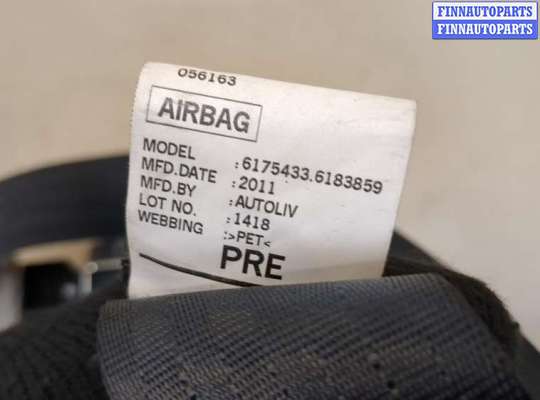 FINNAUTOPARTS
FINNAUTOPARTS
056163
AIRBAG
MODEL :6175433.6183859
MFD.DATE :2011
MFD.BY :AUTOLIV
LOT NO. :1418
WEBBING :>PET<
PRE